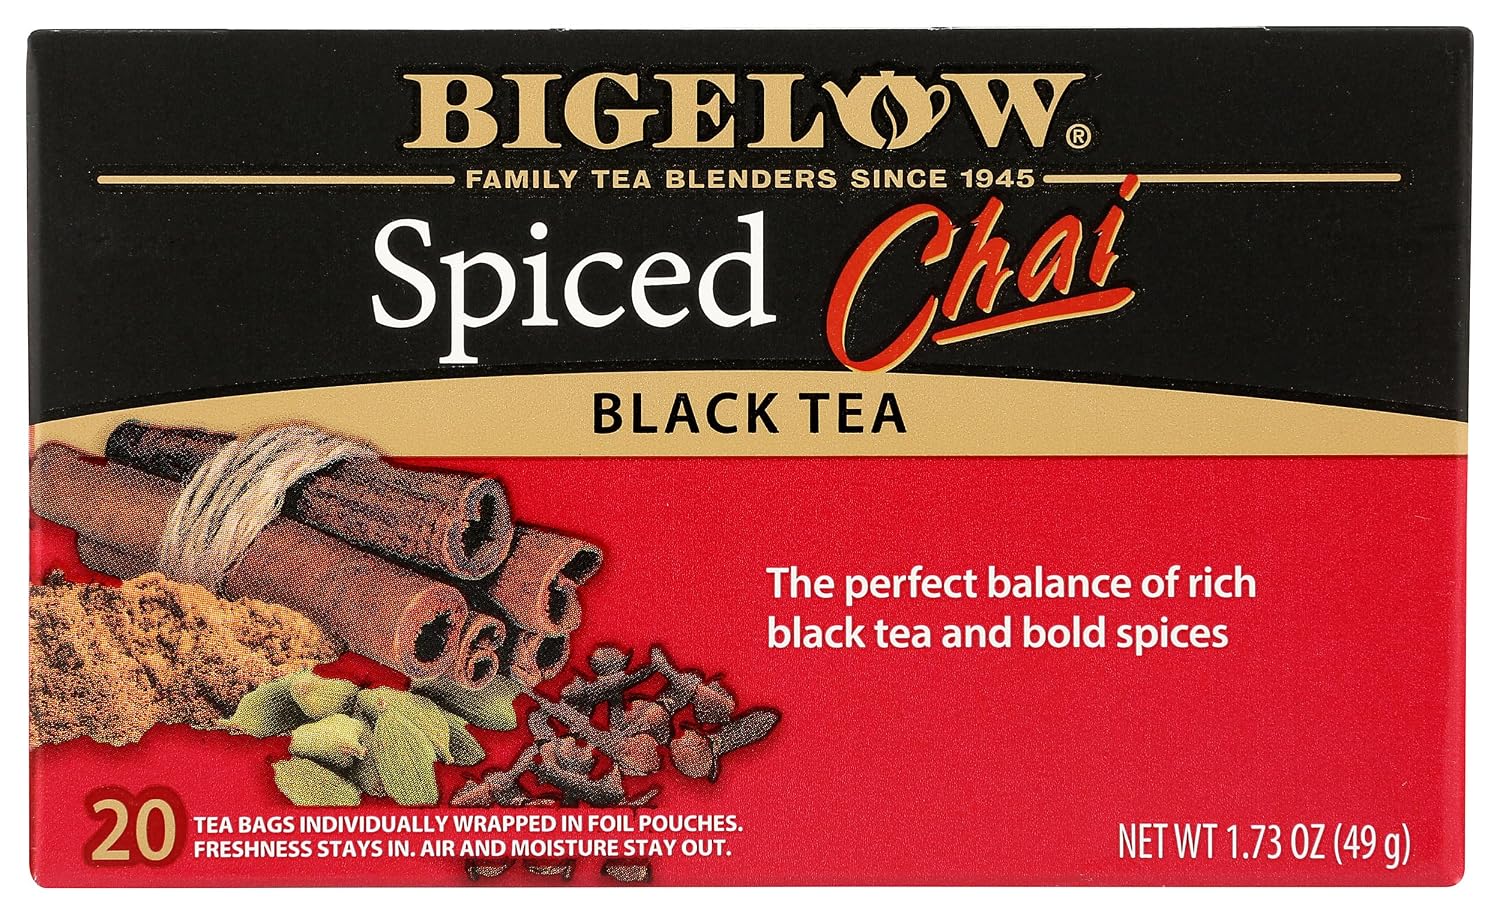 BIGELOW®
FAMILY TEA BLENDERS SINCE 1945
Spiced Chai
BLACK TEA
The perfect balance of rich
black tea and bold spices
20
TEA BAGS INDIVIDUALLY WRAPPED IN FOIL POUCHES.
FRESHNESS STAYS IN. AIR AND MOISTURE STAY OUT.
NET WT 1.73 OZ (49 g)